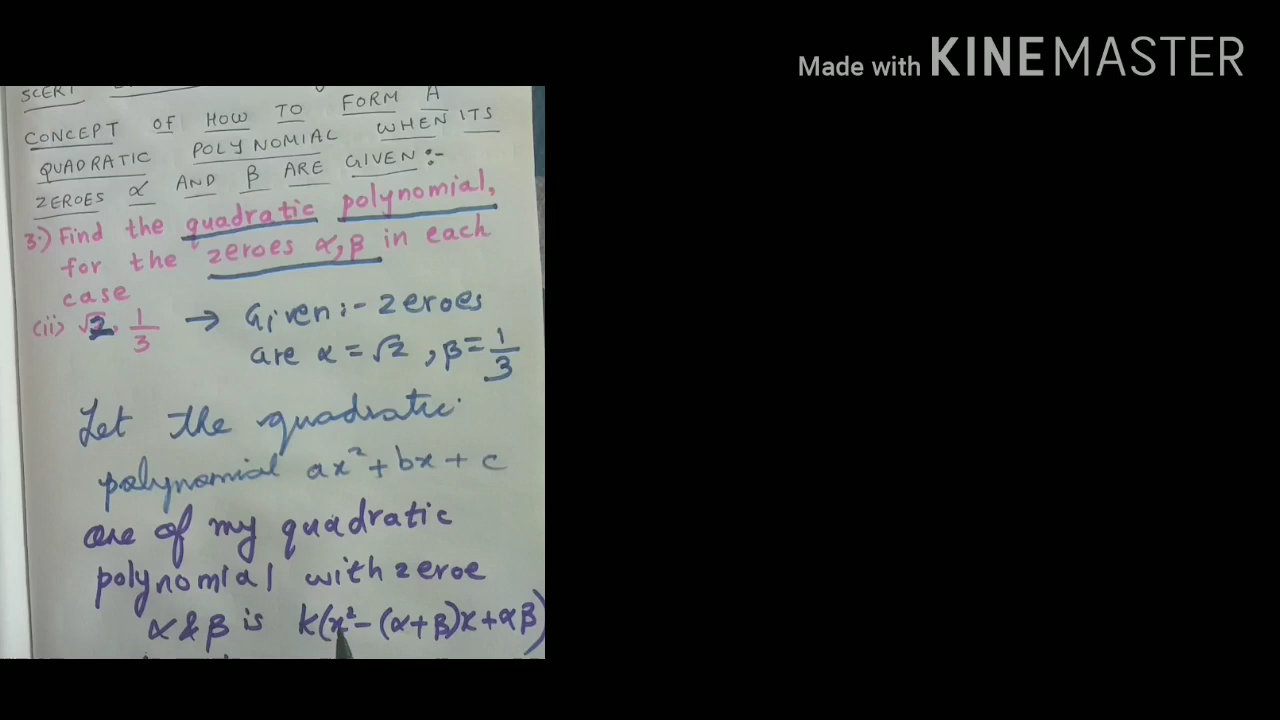 Made with KINEMASTER
SCERT
CONCEPT OF HOW TO FORM A
QUADRATIC POLYNOMIAL WHEN ITS
ZEROES α AND β ARE GIVEN :-
3.) Find the quadratic polynomial,
for the zeroes α, β in each
case
(ii) √2, 1/3 → Given :- zeroes
are α = √2, β = 1/3
Let the quadratic
polynomial ax² + bx + c
one of my quadratic
polynomial with zeroe
α & β is k(x² - (α + β)x + αβ)